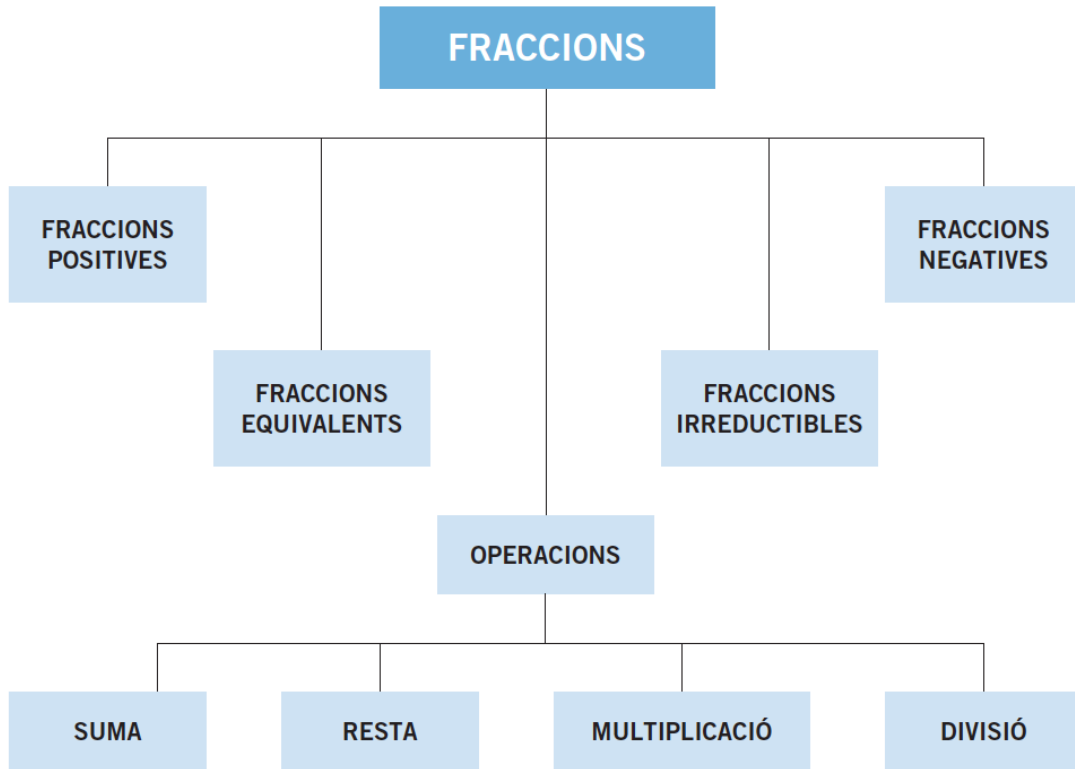 FRACCIONS
FRACCIONS
POSITIVES
FRACCIONS
NEGATIVES
FRACCIONS
EQUIVALENTS
FRACCIONS
IRREDUCTIBLES
OPERACIONS
SUMA
RESTA
MULTIPLICACIÓ
DIVISIÓ